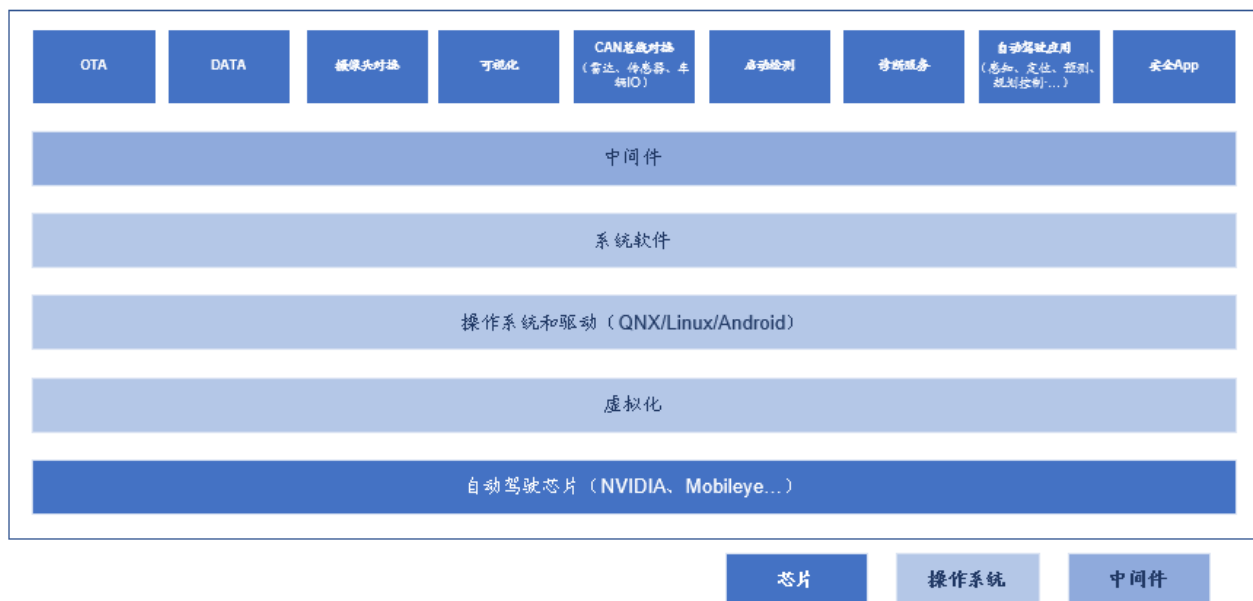 OTA
DATA
摄像头对接
可视化
CAN总线对接
（雷达、传感器、车
辆IO）
启动检测
诊断服务
自动驾驶应用
（感知、定位、预测、
规划控制…）
安全App
中间件
系统软件
操作系统和驱动（QNX/Linux/Android）
虚拟化
自动驾驶芯片（NVIDIA、Mobileye...）
芯片
操作系统
中间件